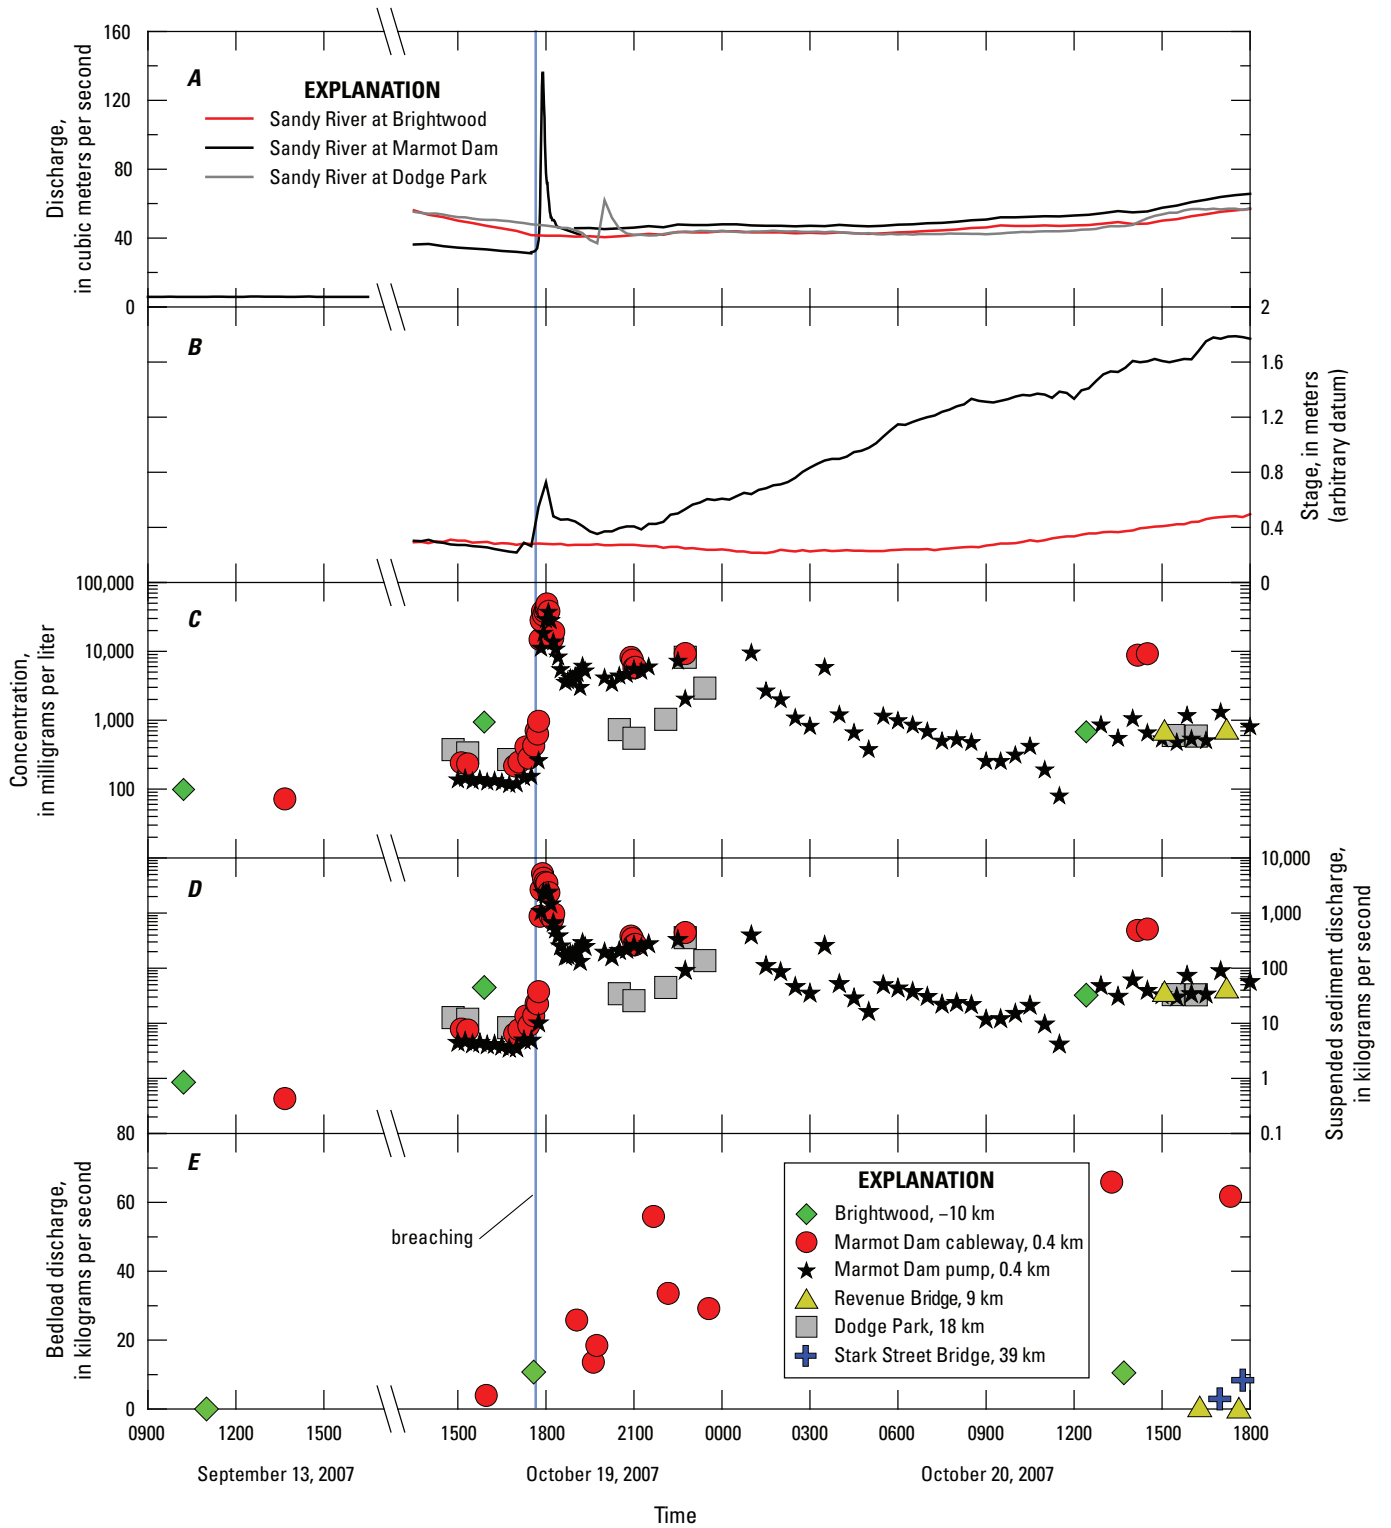 160
120
80
40
0
Discharge,
in cubic meters per second
A
EXPLANATION
Sandy River at Brightwood
Sandy River at Marmot Dam
Sandy River at Dodge Park
B
2
1.6
1.2
0.8
0.4
0
Stage, in meters
(arbitrary datum)
100,000
10,000
1,000
100
Concentration,
in milligrams per liter
C
D
10,000
1,000
100
10
1
0.1
Suspended sediment discharge,
in kilograms per second
80
60
40
20
0
Bedload discharge,
in kilograms per second
E
breaching
EXPLANATION
Brightwood, –10 km
Marmot Dam cableway, 0.4 km
Marmot Dam pump, 0.4 km
Revenue Bridge, 9 km
Dodge Park, 18 km
Stark Street Bridge, 39 km
0900 1200 1500 1500 1800 2100 0000 0300 0600 0900 1200 1500 1800
September 13, 2007 October 19, 2007 October 20, 2007
Time